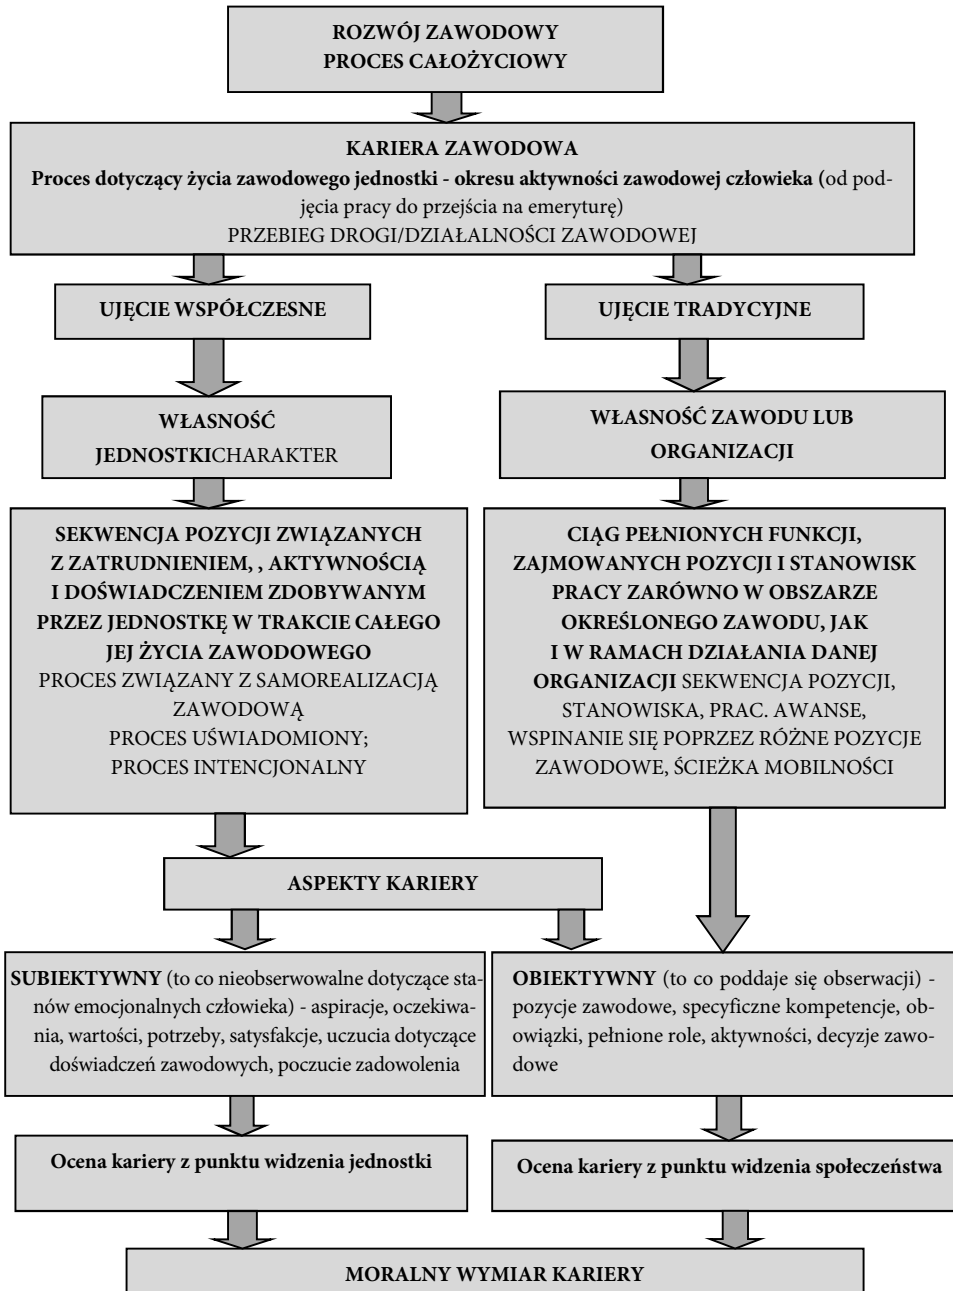 ROZWÓJ ZAWODOWY
PROCES CAŁOŻYCIOWY
KARIERA ZAWODOWA
Proces dotyczący życia zawodowego jednostki - okresu aktywności zawodowej człowieka (od pod-
jęcia pracy do przejścia na emeryturę)
PRZEBIEG DROGI/DZIAŁALNOŚCI ZAWODOWEJ
UJĘCIE WSPÓŁCZESNE
UJĘCIE TRADYCYJNE
WŁASNOŚĆ
JEDNOSTKICHARAKTER
WŁASNOŚĆ ZAWODU LUB
ORGANIZACJI
SEKWENCJA POZYCJI ZWIĄZANYCH
Z ZATRUDNIENIEM, , AKTYWNOŚCIĄ
I DOŚWIADCZENIEM ZDOBYWANYM
PRZEZ JEDNOSTKĘ W TRAKCIE CAŁEGO
JEJ ŻYCIA ZAWODOWEGO
PROCES ZWIĄZANY Z SAMOREALIZACJĄ
ZAWODOWĄ
PROCES UŚWIADOMIONY;
PROCES INTENCJONALNY
CIĄG PEŁNIONYCH FUNKCJI,
ZAJMOWANYCH POZYCJI I STANOWISK
PRACY ZARÓWNO W OBSZARZE
OKREŚLONEGO ZAWODU, JAK
I W RAMACH DZIAŁANIA DANEJ
ORGANIZACJI SEKWENCJA POZYCJI,
STANOWISKA, PRAC. AWANSE,
WSPINANIE SIĘ POPRZEZ RÓŻNE POZYCJE
ZAWODOWE, ŚCIEŻKA MOBILNOŚCI
ASPEKTY KARIERY
SUBIEKTYWNY (to co nieobserwowalne dotyczące sta-
nów emocjonalnych człowieka) - aspiracje, oczekiwa-
nia, wartości, potrzeby, satysfakcje, uczucia dotyczące
doświadczeń zawodowych, poczucie zadowolenia
OBIEKTYWNY (to co poddaje się obserwacji) -
pozycje zawodowe, specyficzne kompetencje, ob-
owiązki, pełnione role, aktywności, decyzje zawo-
dowe
Ocena kariery z punktu widzenia jednostki
Ocena kariery z punktu widzenia społeczeństwa
MORALNY WYMIAR KARIERY